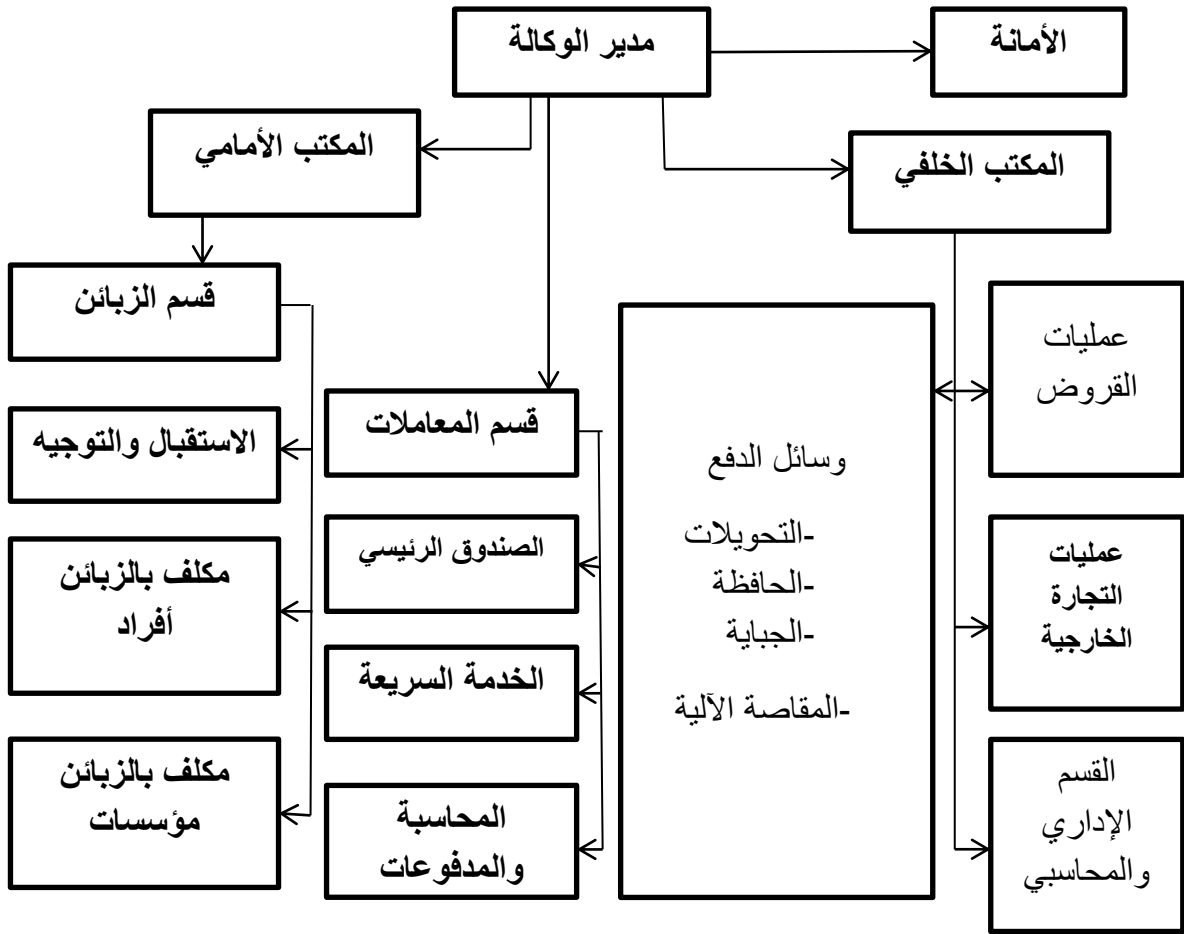 مدير الوكالة
الأمانة
المكتب الأمامي
المكتب الخلفي
قسم الزبائن
الاستقبال والتوجيه
مكلف بالزبائن
أفراد
مكلف بالزبائن
مؤسسات
قسم المعاملات
الصندوق الرئيسي
الخدمة السريعة
المحاسبة
والمدفوعات
وسائل الدفع
-التحويلات
-الحافظة
-الجباية
-المقاصة الآلية
عمليات
القروض
عمليات
التجارة
الخارجية
القسم
الإداري
والمحاسبي